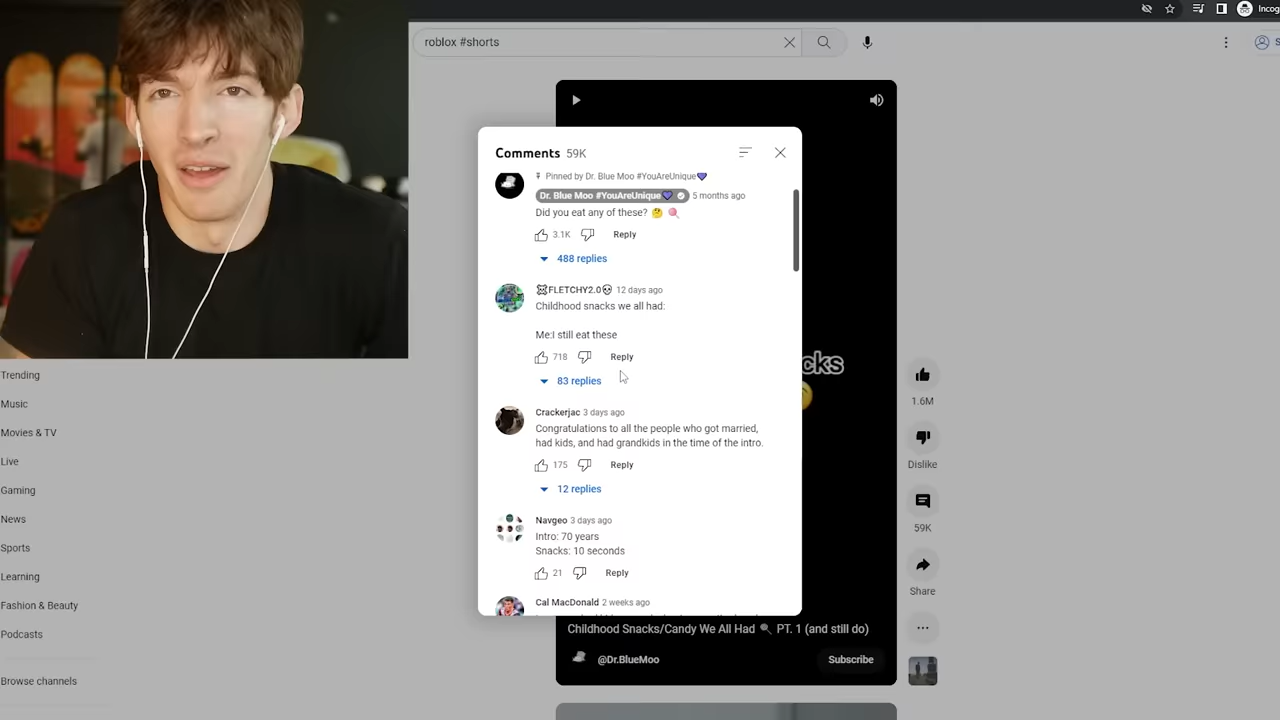 Incog
roblox #shorts
S
Comments 59K
Pinned by Dr. Blue Moo #YouAreUnique💜
Dr. Blue Moo #YouAreUnique💜 5 months ago
Did you eat any of these? 🤔 🍭
3.1K Reply
488 replies
FLETCHY2.0💀 12 days ago
Childhood snacks we all had:
Me:I still eat these
718 Reply
83 replies
Crackerjac 3 days ago
Congratulations to all the people who got married,
had kids, and had grandkids in the time of the intro.
175 Reply
12 replies
Navgeo 3 days ago
Intro: 70 years
Snacks: 10 seconds
21 Reply
Cal MacDonald 2 weeks ago
cks
Childhood Snacks/Candy We All Had 🍭 PT. 1 (and still do)
@Dr.BlueMoo Subscribe
1.6M
Dislike
59K
Share
Trending
Music
Movies & TV
Live
Gaming
News
Sports
Learning
Fashion & Beauty
Podcasts
Browse channels